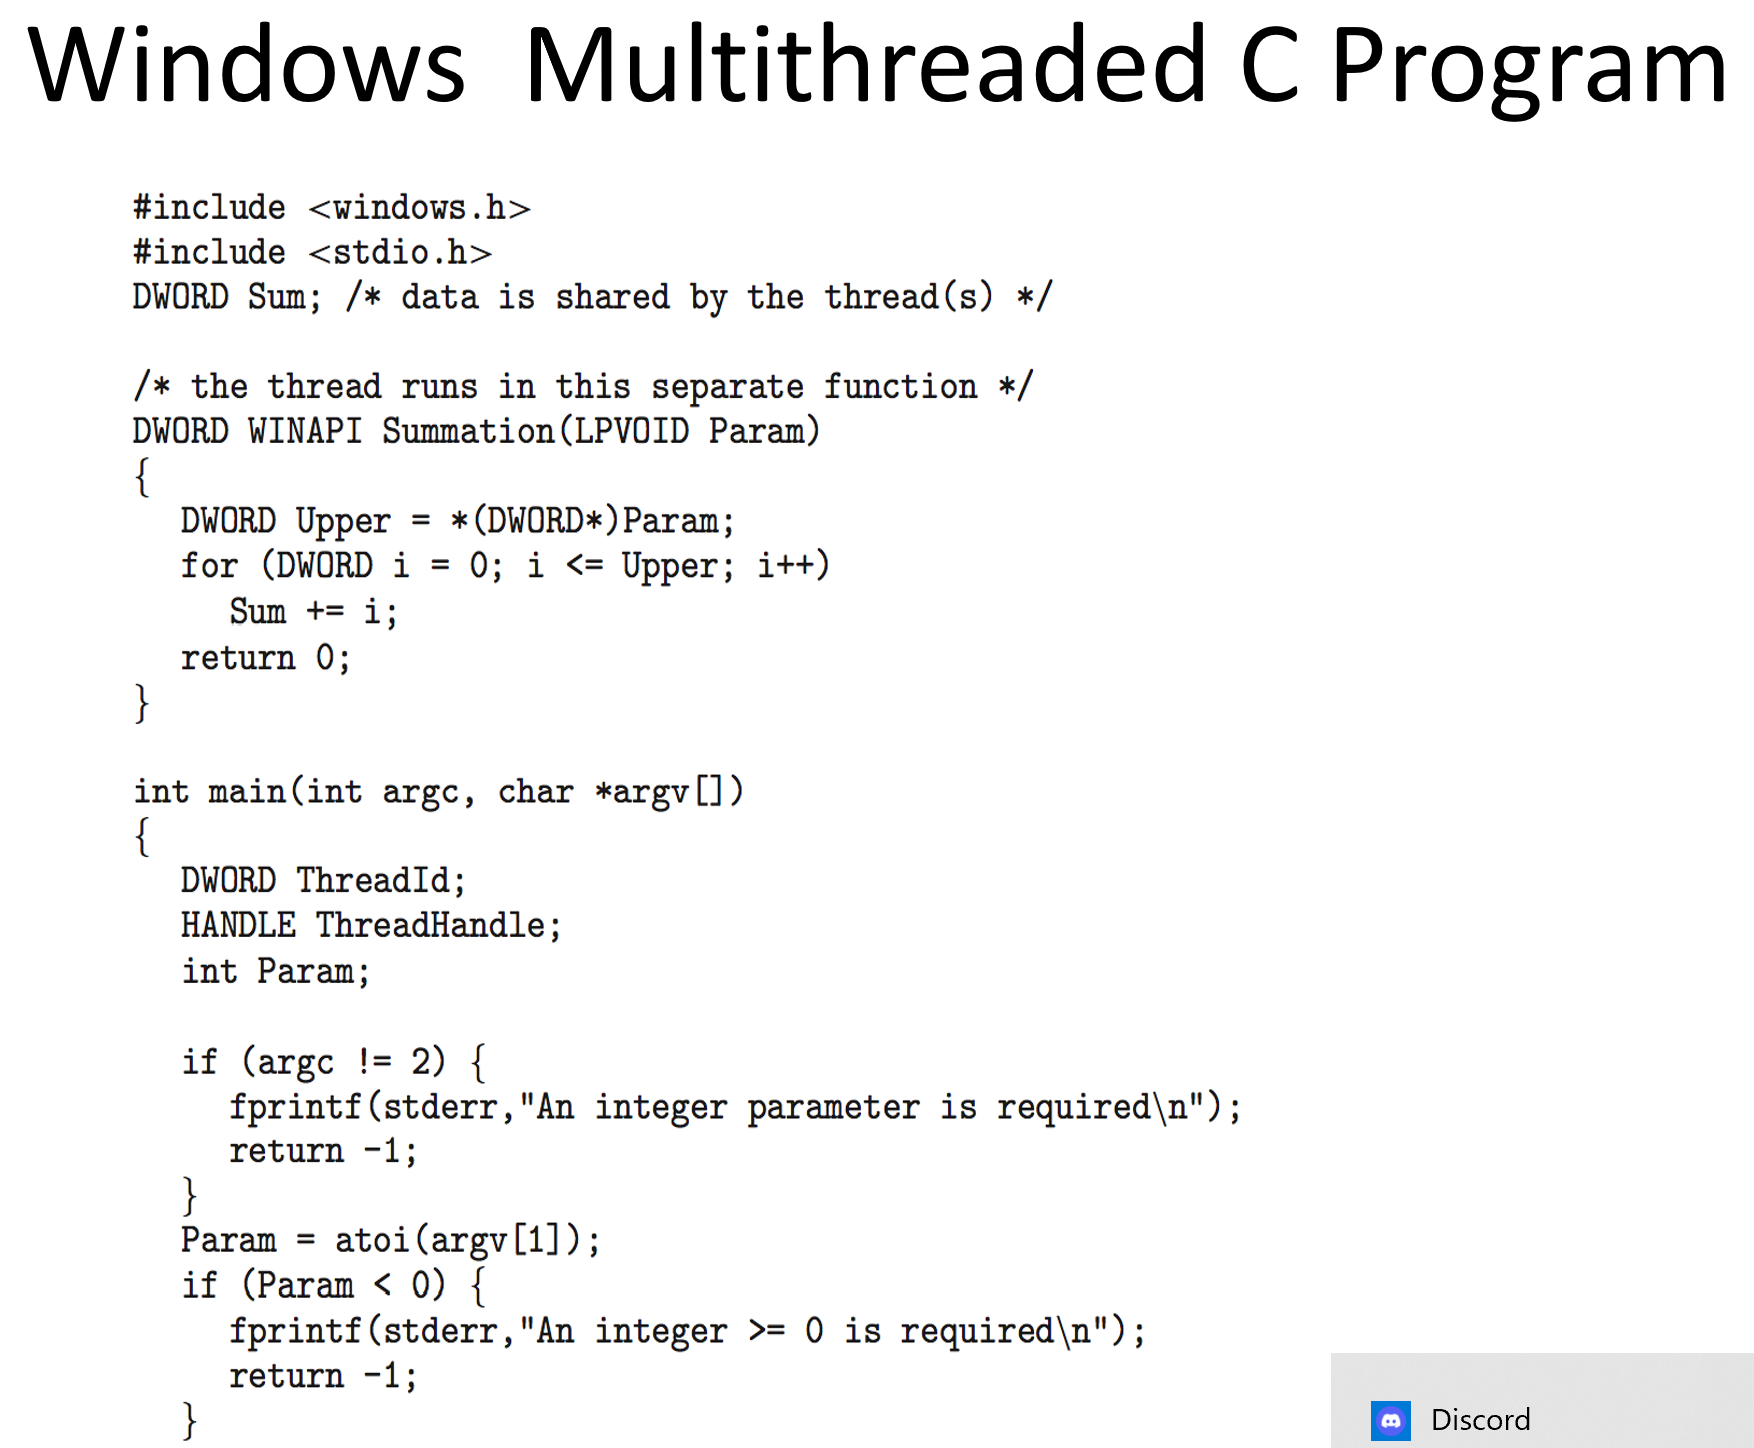 Windows  Multithreaded C Program
#include <windows.h>
#include <stdio.h>
DWORD Sum; /* data is shared by the thread(s) */
/* the thread runs in this separate function */
DWORD WINAPI Summation(LPVOID Param)
{
DWORD Upper = *(DWORD*)Param;
for (DWORD i = 0; i <= Upper; i++)
Sum += i;
return 0;
}
int main(int argc, char *argv[])
{
DWORD ThreadId;
HANDLE ThreadHandle;
int Param;
if (argc != 2) {
fprintf(stderr,"An integer parameter is required\n");
return -1;
}
Param = atoi(argv[1]);
if (Param < 0) {
fprintf(stderr,"An integer >= 0 is required\n");
return -1;
}
Discord